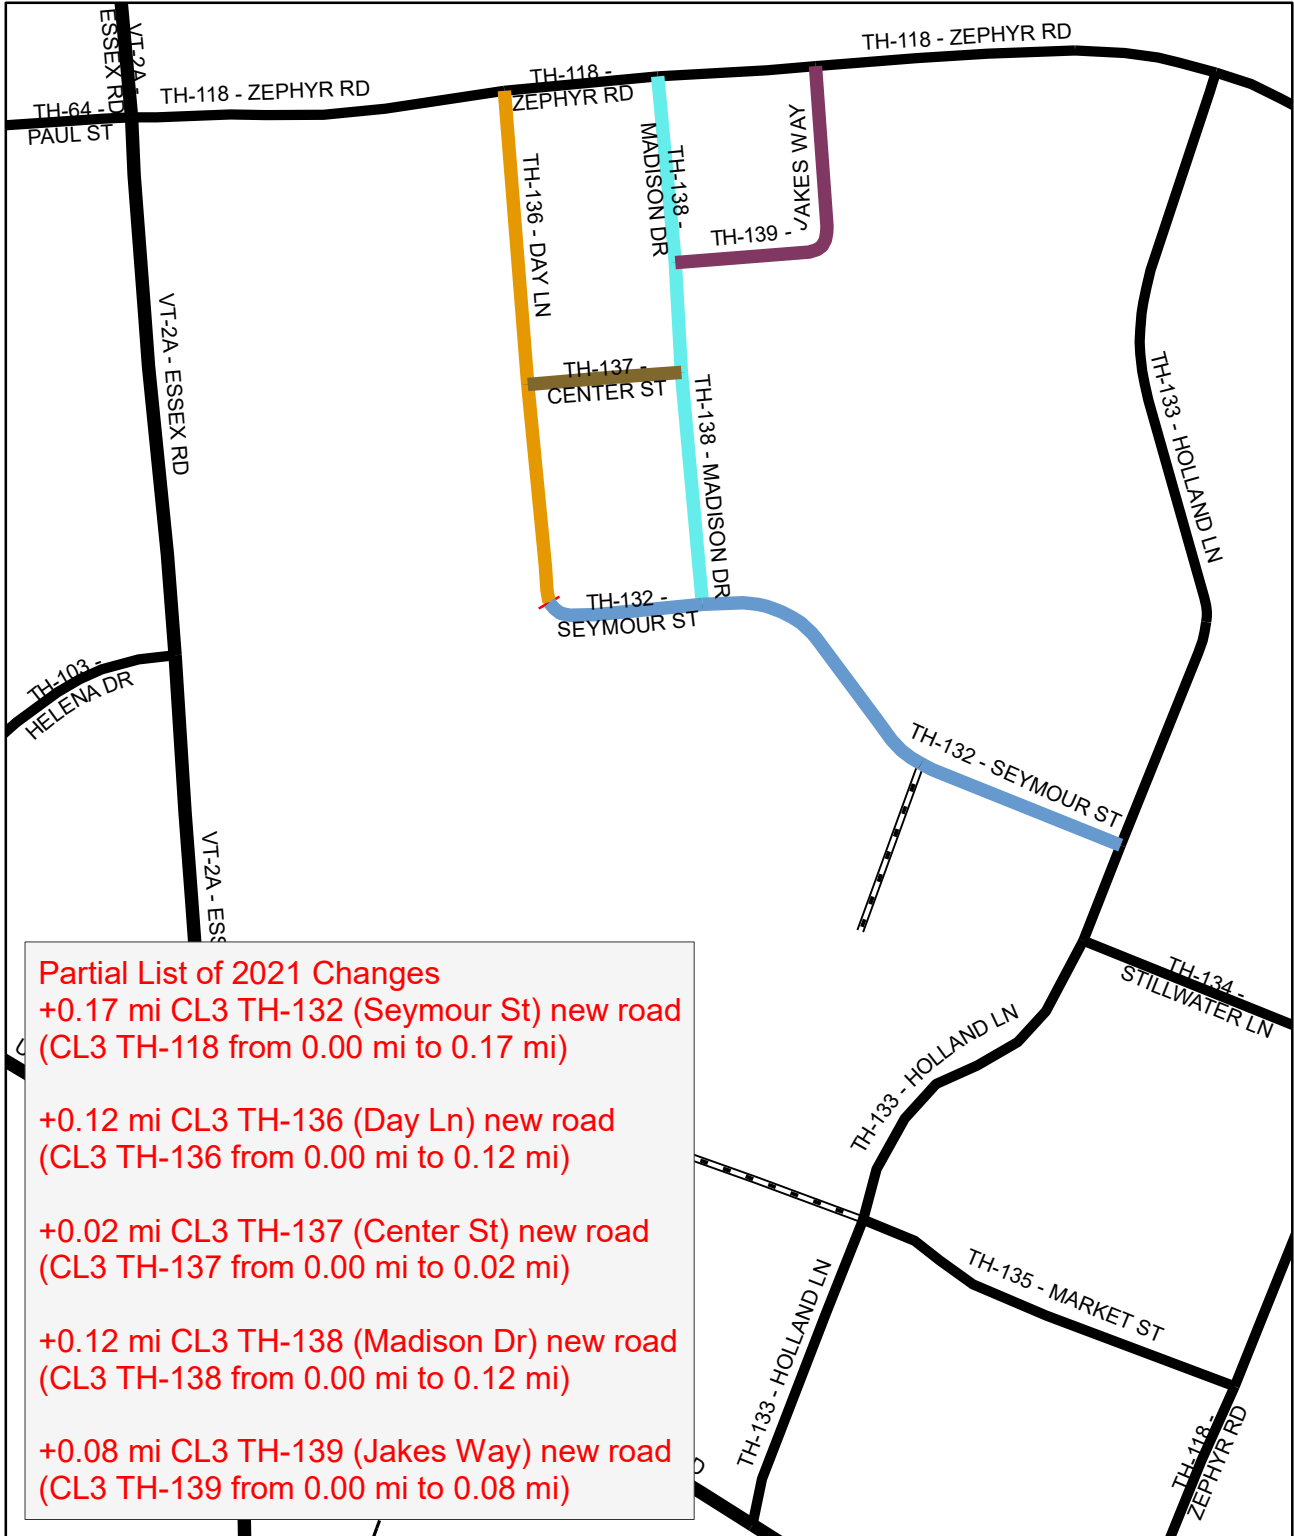 VT-2A -
ESSEX RD
TH-64 -
PAUL ST
TH-118 - ZEPHYR RD
TH-118 -
ZEPHYR RD
TH-118 - ZEPHYR RD
TH-136 - DAY LN
TH-138 -
MADISON DR
TH-139 - JAKES WAY
VT-2A - ESSEX RD
TH-137 -
CENTER ST
TH-138 - MADISON DR
TH-133 - HOLLAND LN
TH-132 -
SEYMOUR ST
TH-103 -
HELENA DR
TH-132 - SEYMOUR ST
VT-2A - ESS
TH-134 -
STILLWATER LN
TH-133 - HOLLAND LN
Partial List of 2021 Changes
+0.17 mi CL3 TH-132 (Seymour St) new road
(CL3 TH-118 from 0.00 mi to 0.17 mi)
+0.12 mi CL3 TH-136 (Day Ln) new road
(CL3 TH-136 from 0.00 mi to 0.12 mi)
+0.02 mi CL3 TH-137 (Center St) new road
(CL3 TH-137 from 0.00 mi to 0.02 mi)
+0.12 mi CL3 TH-138 (Madison Dr) new road
(CL3 TH-138 from 0.00 mi to 0.12 mi)
+0.08 mi CL3 TH-139 (Jakes Way) new road
(CL3 TH-139 from 0.00 mi to 0.08 mi)
TH-135 - MARKET ST
TH-133 - HOLLAND LN
TH-118 -
ZEPHYR RD